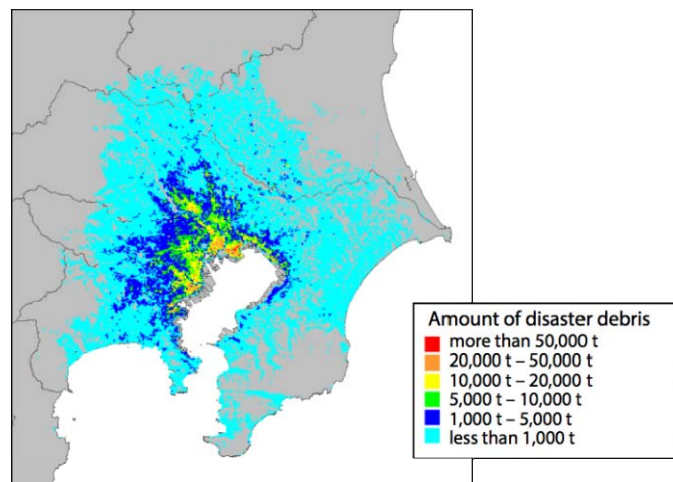 Amount of disaster debris
more than 50,000 t
20,000 t – 50,000 t
10,000 t – 20,000 t
5,000 t – 10,000 t
1,000 t – 5,000 t
less than 1,000 t